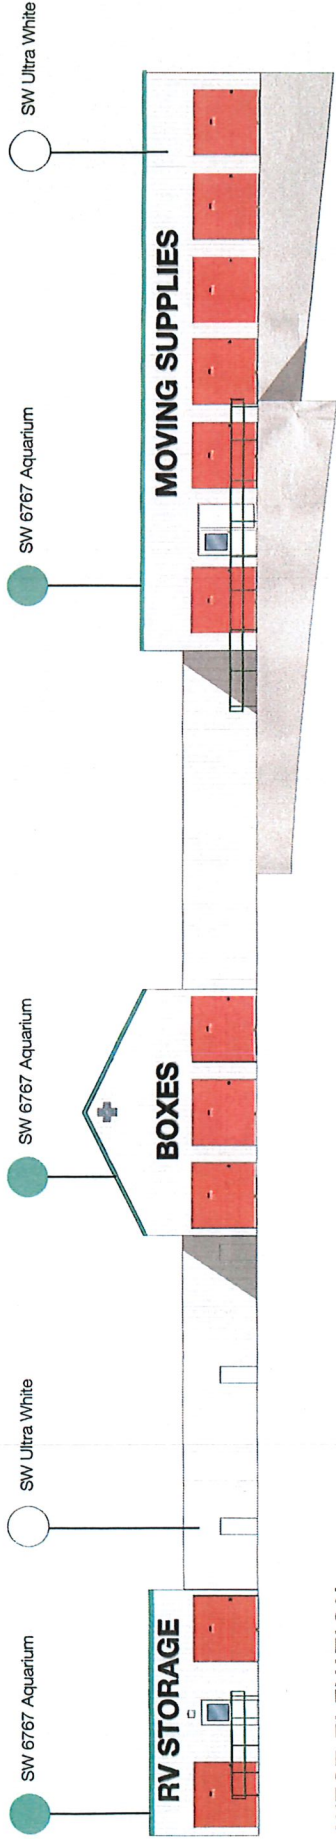 SW 6767 Aquarium
SW Ultra White
SW 6767 Aquarium
SW 6767 Aquarium
SW Ultra White
RV STORAGE
BOXES
MOVING SUPPLIES